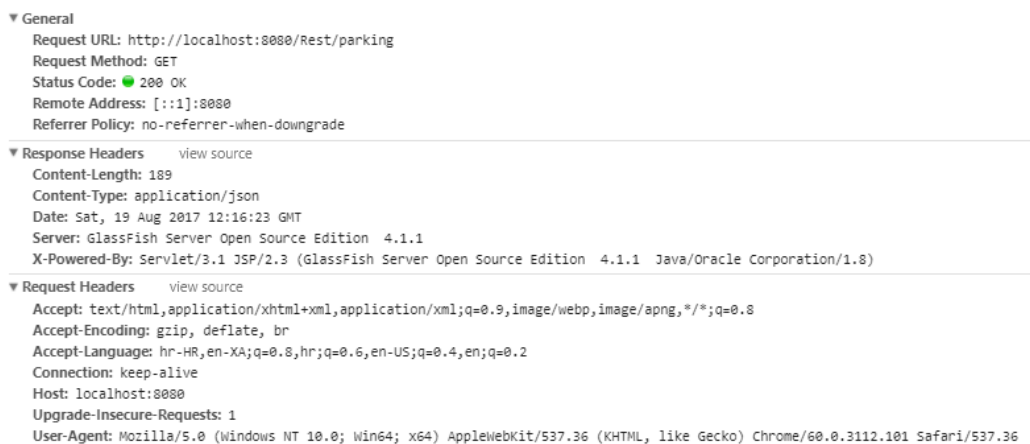 General
Request URL: http://localhost:8080/Rest/parking
Request Method: GET
Status Code: 200 OK
Remote Address: [::1]:8080
Referrer Policy: no-referrer-when-downgrade
Response Headers view source
Content-Length: 189
Content-Type: application/json
Date: Sat, 19 Aug 2017 12:16:23 GMT
Server: GlassFish Server Open Source Edition  4.1.1
X-Powered-By: Servlet/3.1 JSP/2.3 (GlassFish Server Open Source Edition  4.1.1  Java/Oracle Corporation/1.8)
Request Headers view source
Accept: text/html,application/xhtml+xml,application/xml;q=0.9,image/webp,image/apng,*/*;q=0.8
Accept-Encoding: gzip, deflate, br
Accept-Language: hr-HR,en-XA;q=0.8,hr;q=0.6,en-US;q=0.4,en;q=0.2
Connection: keep-alive
Host: localhost:8080
Upgrade-Insecure-Requests: 1
User-Agent: Mozilla/5.0 (Windows NT 10.0; Win64; x64) AppleWebKit/537.36 (KHTML, like Gecko) Chrome/60.0.3112.101 Safari/537.36